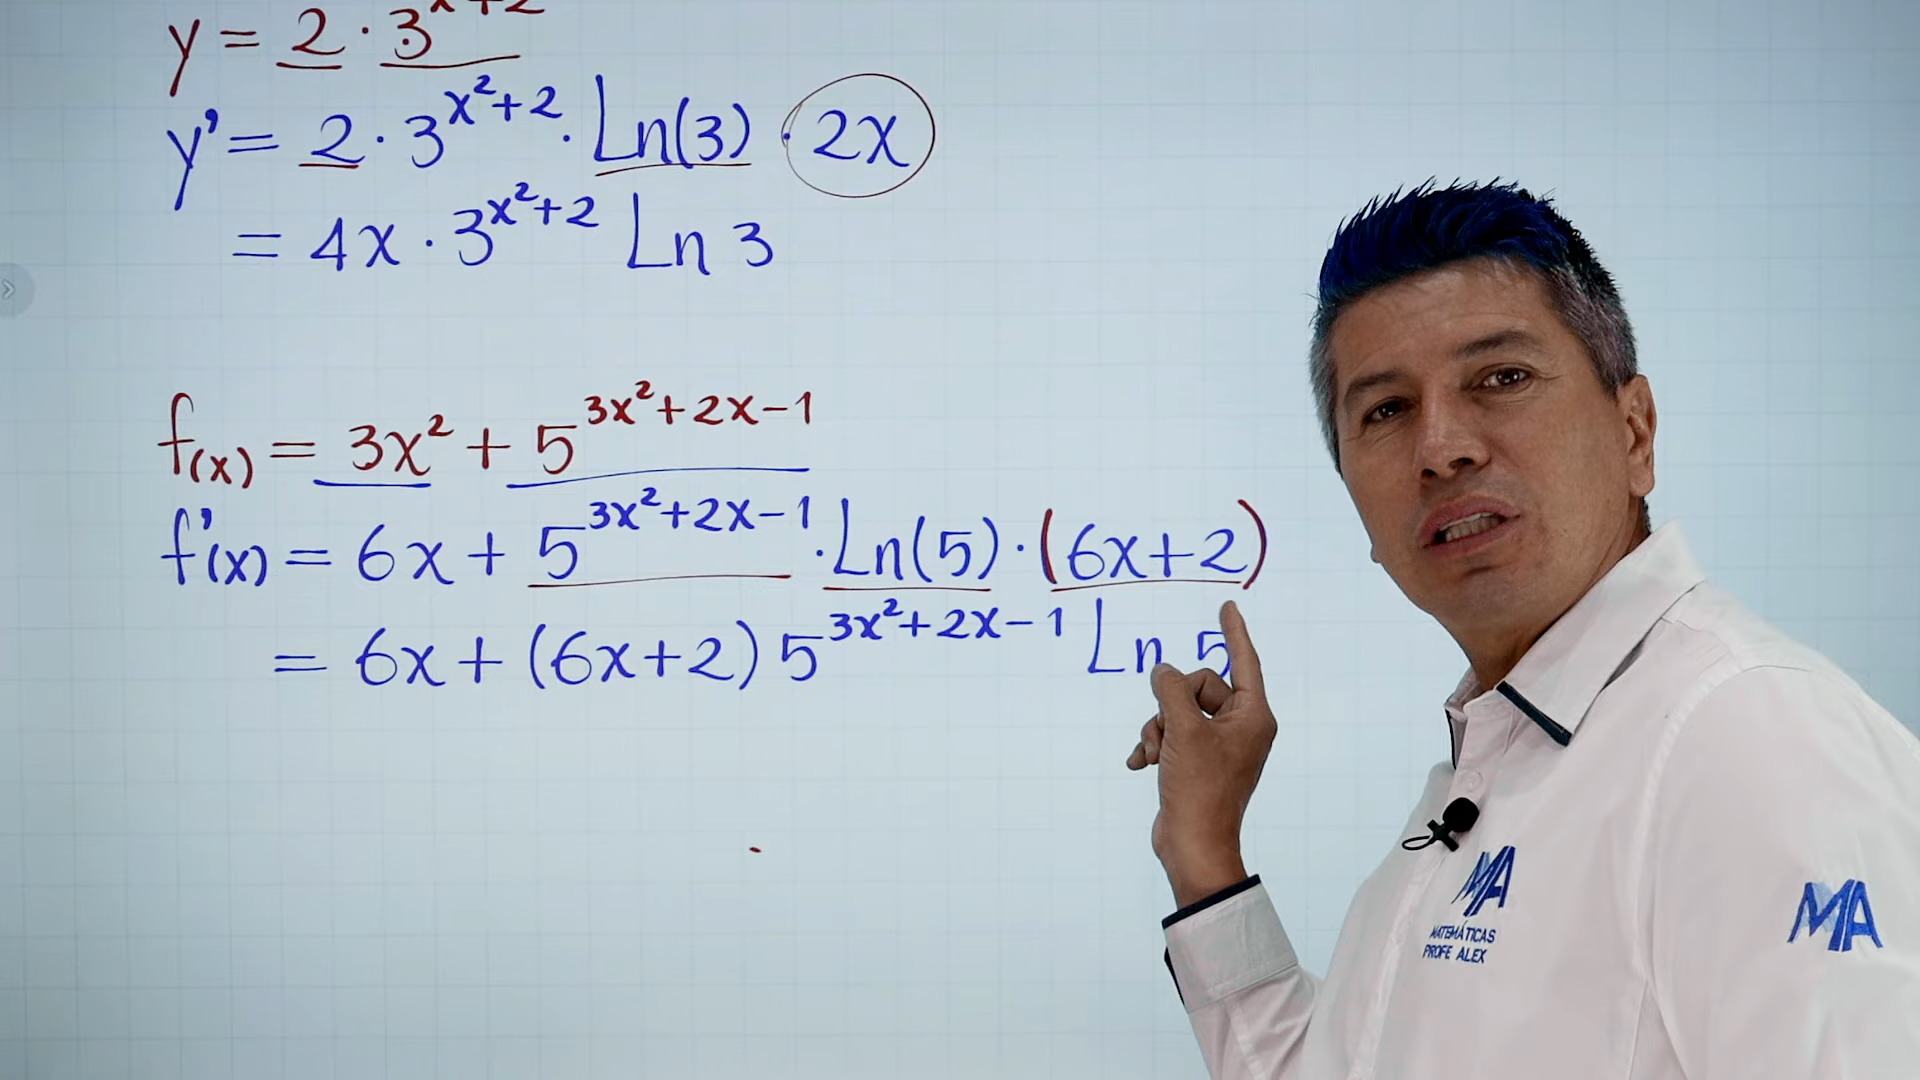 y = 2 · 3^x+2
y' = 2 · 3^x²+2 · Ln(3) · 2x
= 4x · 3^x²+2 Ln 3
f(x) = 3x² + 5^3x²+2x-1
f'(x) = 6x + 5^3x²+2x-1 · Ln(5) · (6x+2)
= 6x + (6x+2) 5^3x²+2x-1 Ln 5
MA
MATEMÁTICAS
PROFE ALEX
MA